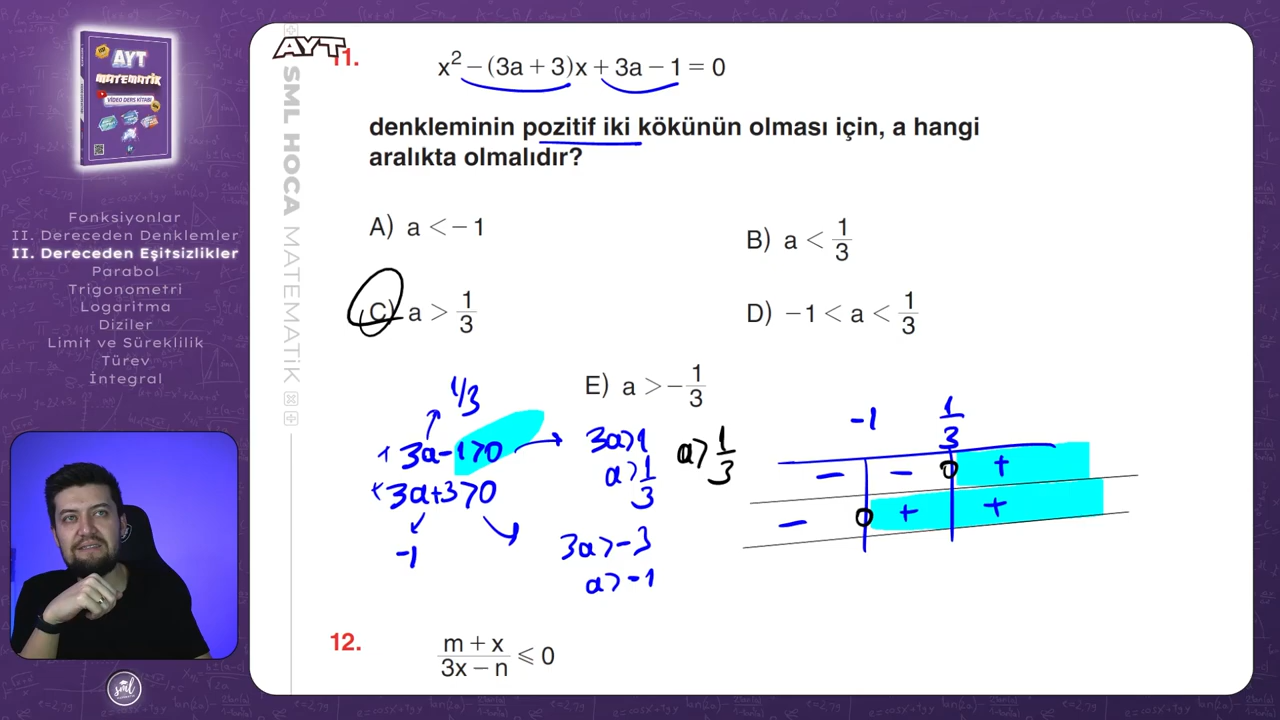 AYT
MATEMATİK
VİDEO DERS KİTABI
Fonksiyonlar
II. Dereceden Denklemler
II. Dereceden Eşitsizlikler
Parabol
Trigonometri
Logaritma
Diziler
Limit ve Süreklilik
Türev
İntegral
sml
AYT
SML HOCA MATEMATİK
11.
x² − (3a + 3)x + 3a − 1 = 0
denkleminin pozitif iki kökünün olması için, a hangi
aralıkta olmalıdır?
A) a < − 1
B) a < 1/3
C) a > 1/3
D) −1 < a < 1/3
E) a > − 1/3
1/3
+ 3a−1>0
+ 3a+3>0
-1
3a>1
a>1/3
3a>-3
a>-1
a>1/3
-1 1/3
− − 0 +
− 0 + +
12.
m + x / 3x − n ⩽ 0